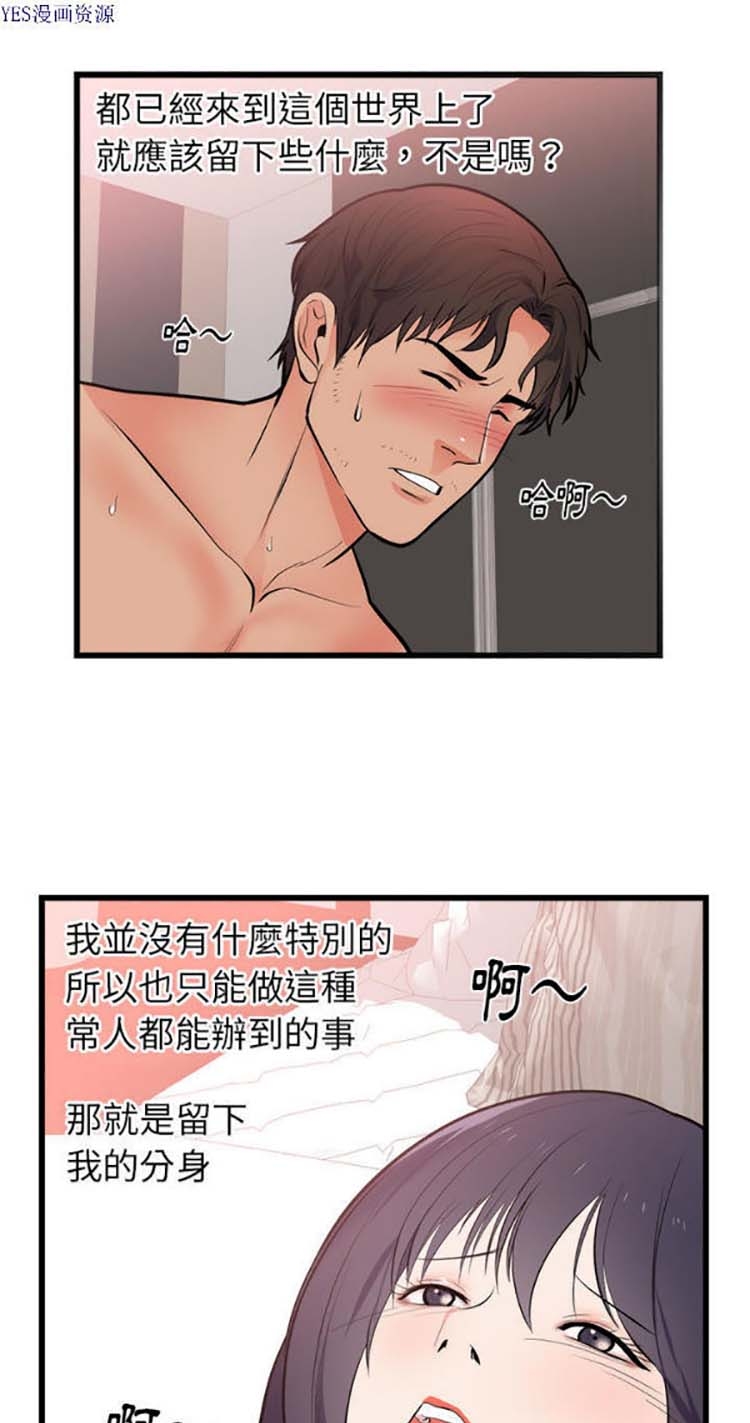 YES漫画资源
都已經來到這個世界上了
就應該留下些什麼，不是嗎？
哈～
哈啊～
我並沒有什麼特別的
所以也只能做這種
常人都能辦到的事
啊～
那就是留下
我的分身
啊～